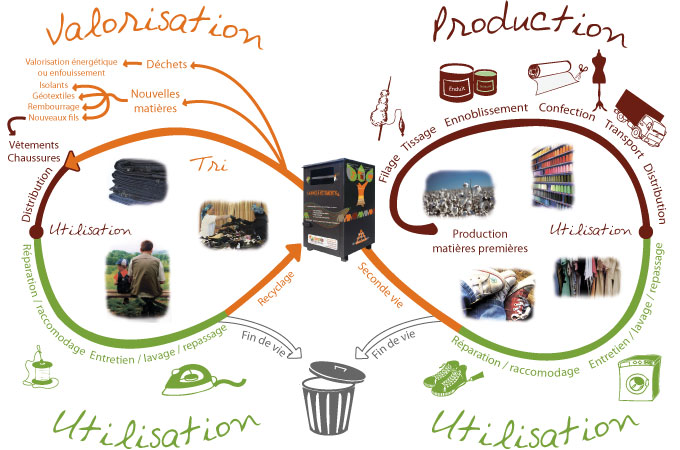 Valorisation
Production
Valorisation énergétique
ou enfouissement
Déchets
Isolants
Géotextiles
Rembourrage
Nouveaux fils
Nouvelles
matières
Vêtements
Chaussures
Distribution
Tri
Utilisation
Réparation / raccomodage
Entretien / lavage / repassage
Recyclage
Fin de vie
Filage
Tissage
Ennoblissement
Confection
Transport
Distribution
Production
matières premières
Utilisation
Seconde vie
Fin de vie
Réparation / raccomodage
Entretien / lavage / repassage
Utilisation
Utilisation